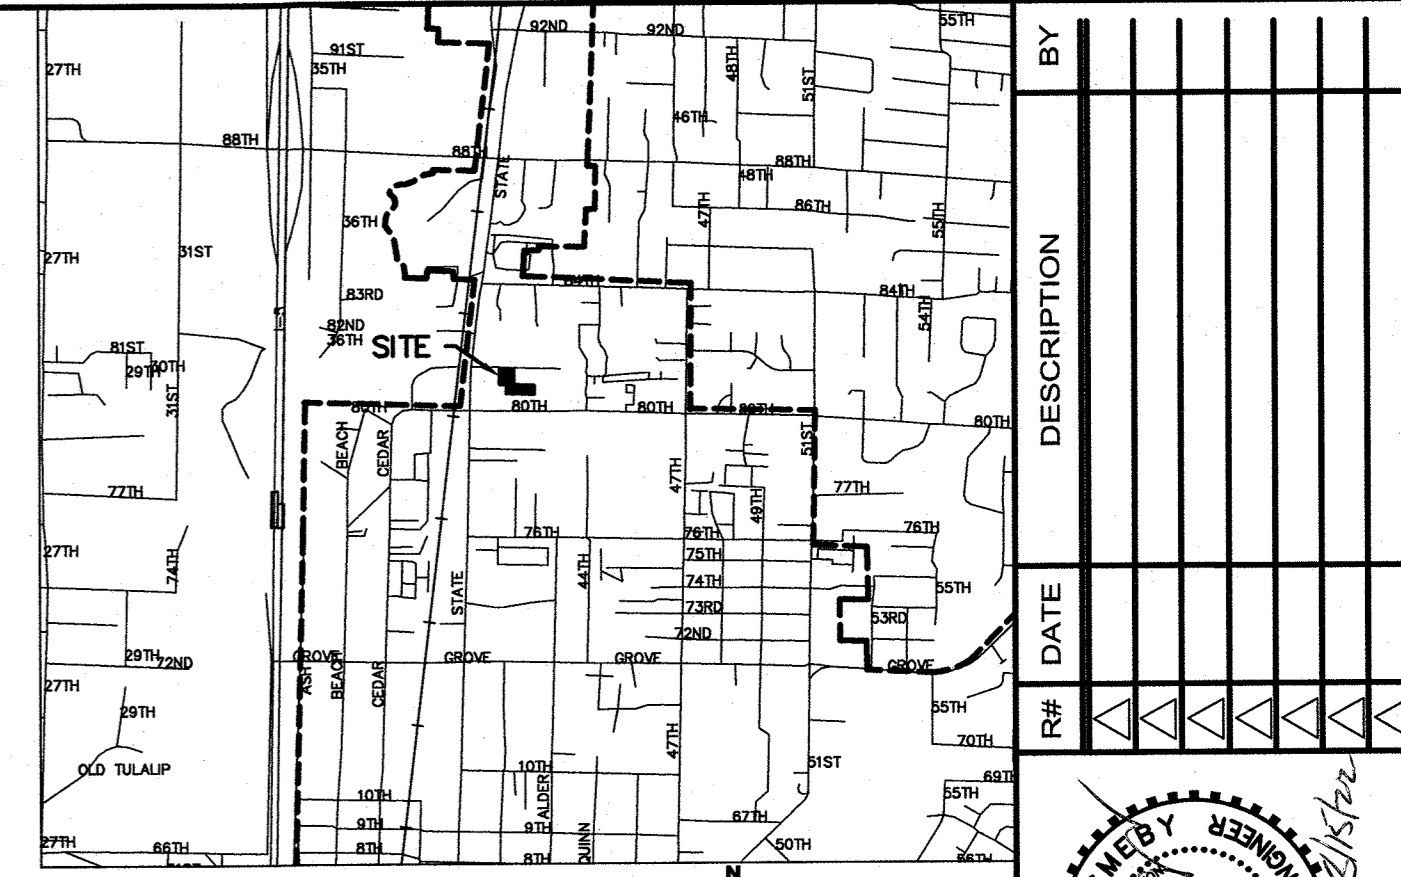 92ND
92ND
55TH
BY
91ST
35TH
27TH
48TH
51ST
46TH
88TH
88TH
88TH
STATE
48TH
86TH
36TH
47TH
55TH
27TH
31ST
84TH
84TH
83RD
82ND
36TH
54TH
SITE
81ST
29TH
30TH
31ST
80TH
80TH
80TH
80TH
80TH
BEACH
CEDAR
51ST
47TH
77TH
77TH
49TH
76TH
76TH
76TH
27TH
74TH
75TH
44TH
74TH
STATE
55TH
73RD
53RD
72ND
29TH
72ND
GROVE
GROVE
GROVE
GROVE
ASH
BEACH
CEDAR
27TH
29TH
55TH
47TH
70TH
OLD TULALIP
10TH
51ST
69TH
ALDER
55TH
10TH
67TH
9TH
9TH
QUINN
27TH
66TH
8TH
8TH
50TH
66TH
N
DESCRIPTION
DATE
R#
ENGINEER